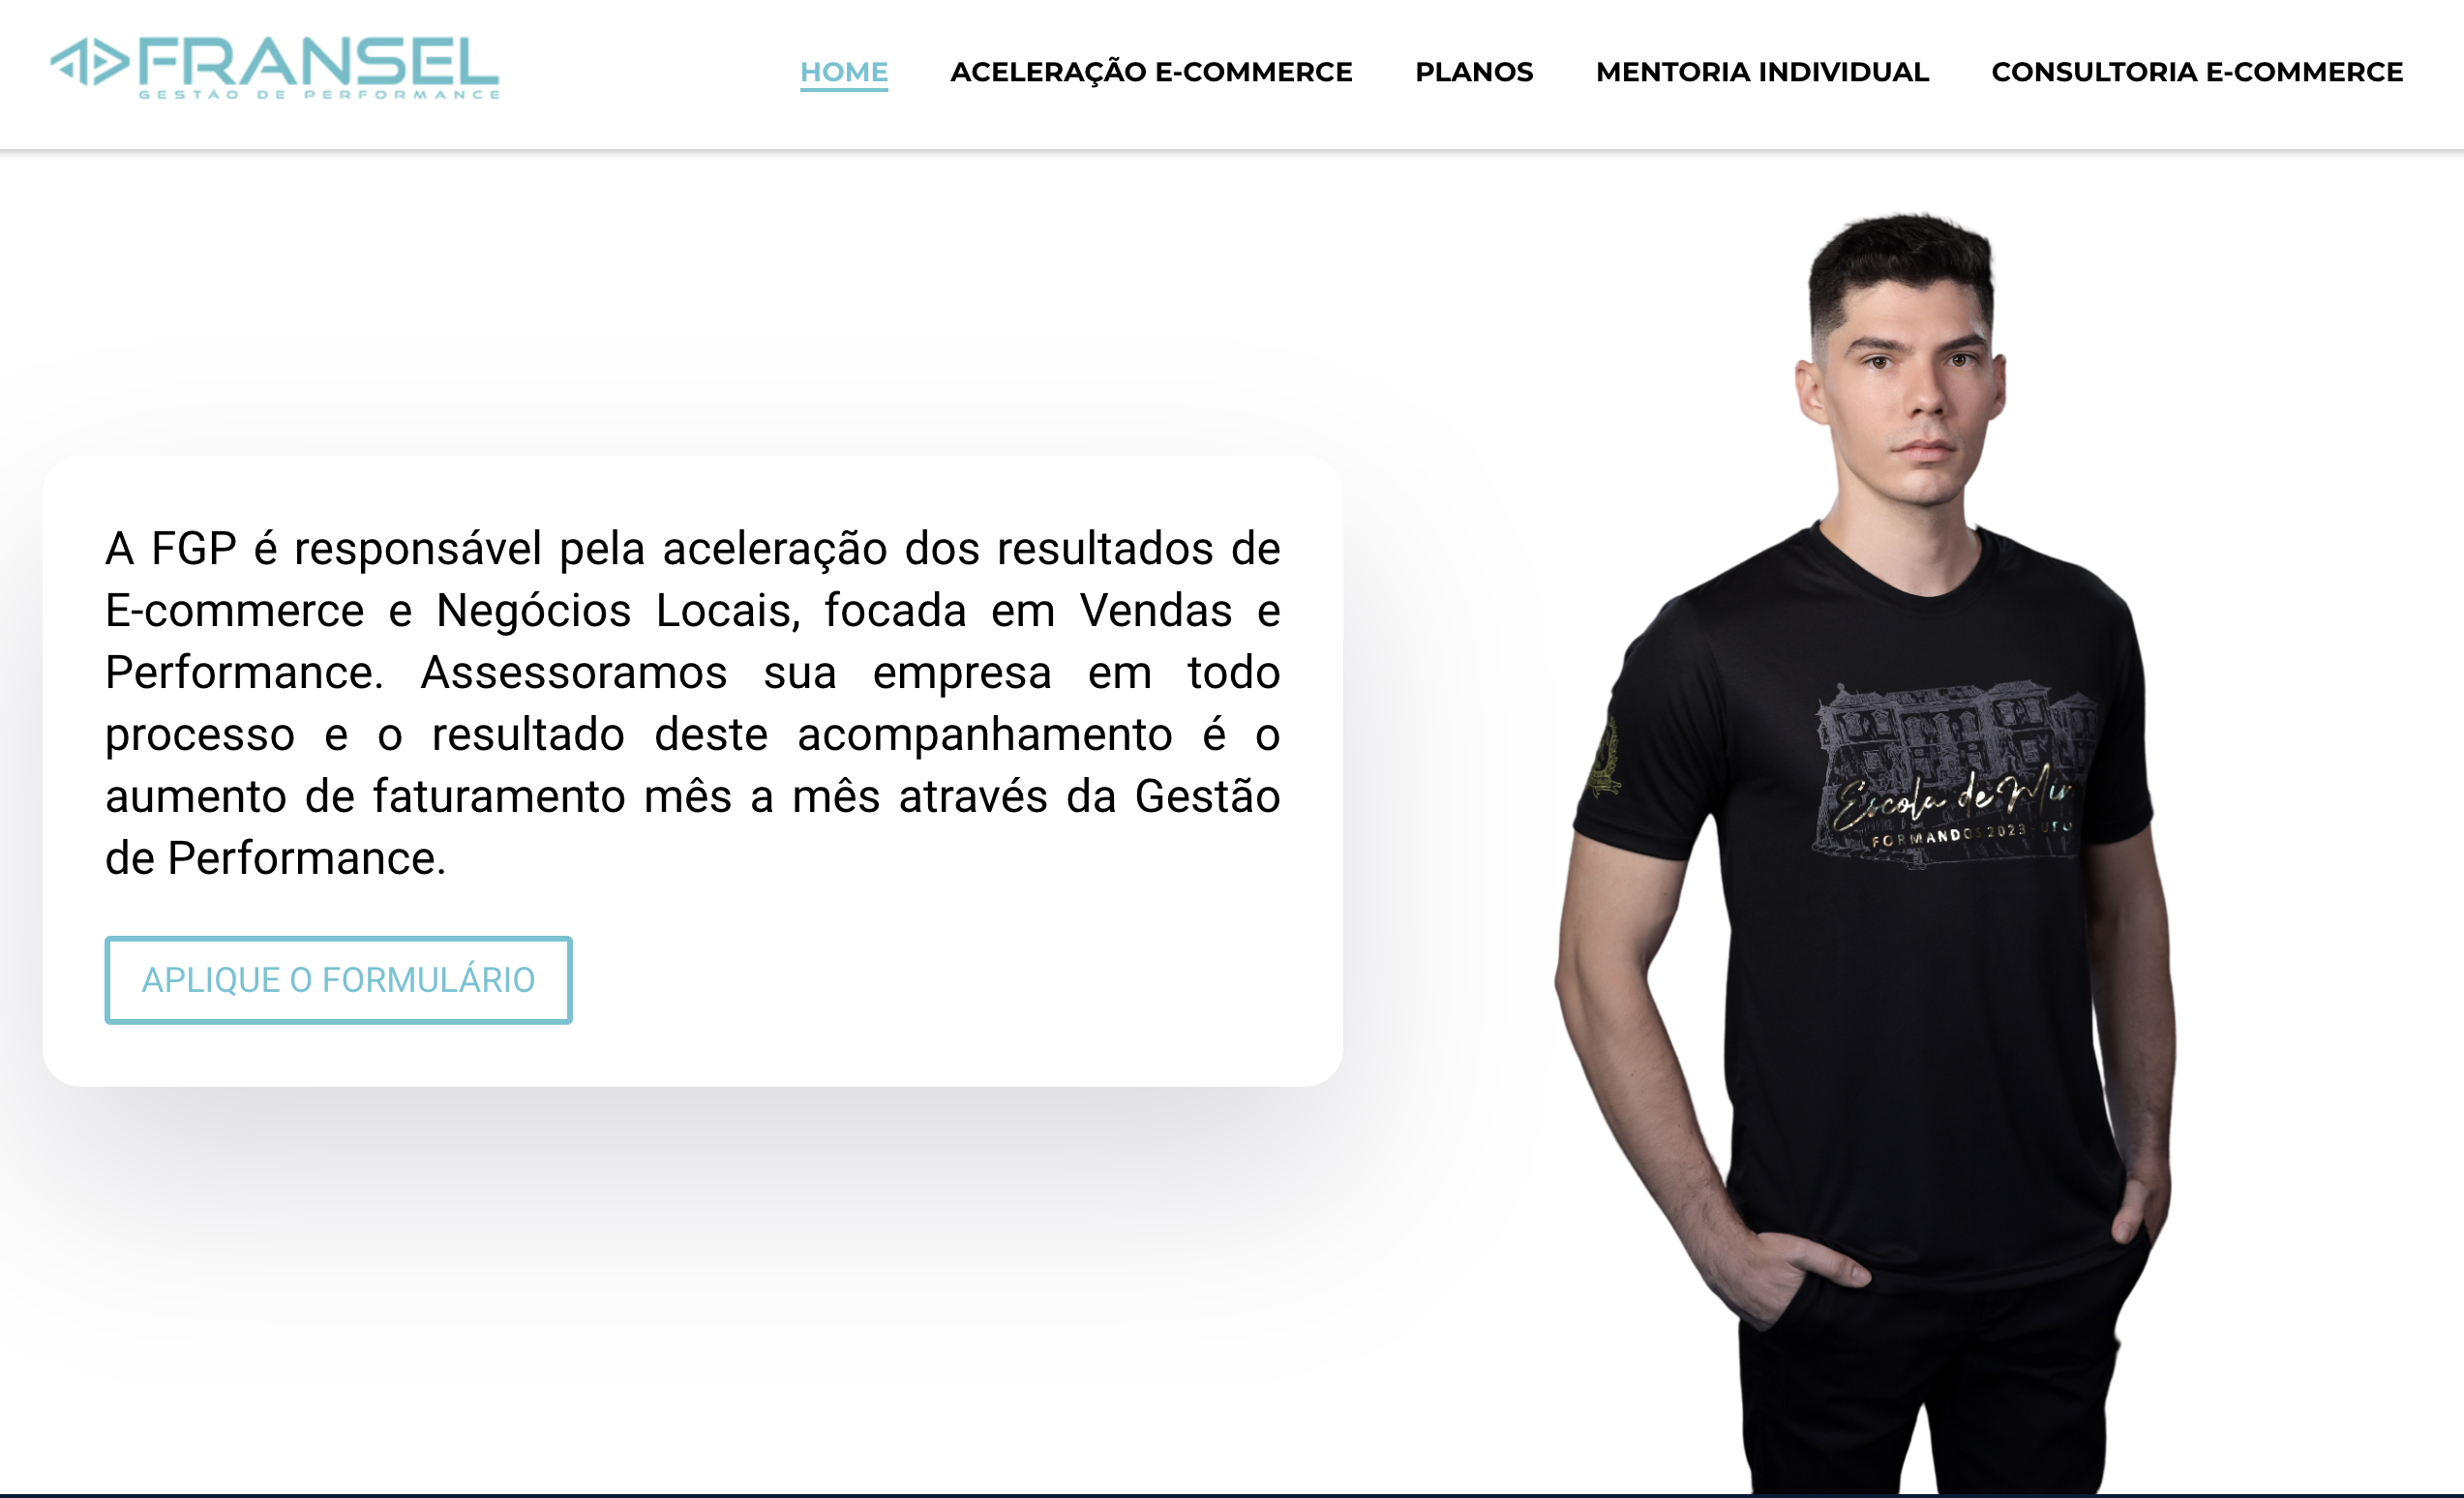 FRANSEL
GESTÃO DE PERFORMANCE
HOME ACELERAÇÃO E-COMMERCE PLANOS MENTORIA INDIVIDUAL CONSULTORIA E-COMMERCE
A FGP é responsável pela aceleração dos resultados de
E-commerce e Negócios Locais, focada em Vendas e
Performance. Assessoramos sua empresa em todo
processo e o resultado deste acompanhamento é o
aumento de faturamento mês a mês através da Gestão
de Performance.
APLIQUE O FORMULÁRIO
Escola de Min
FORMANDOS 2023